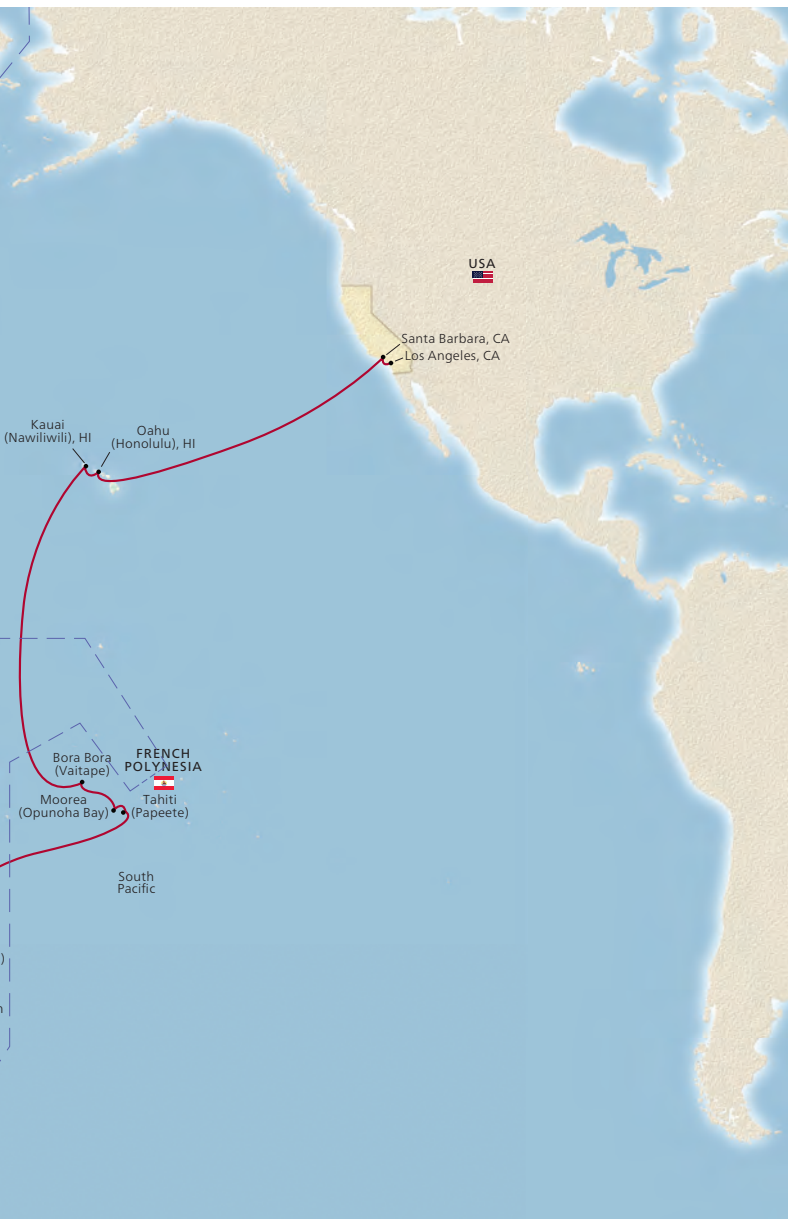 USA
Santa Barbara, CA
Los Angeles, CA
Kauai
(Nawiliwili), HI
Oahu
(Honolulu), HI
Bora Bora
(Vaitape)
FRENCH
POLYNESIA
Moorea
(Opunoha Bay)
Tahiti
(Papeete)
South
Pacific
)
n